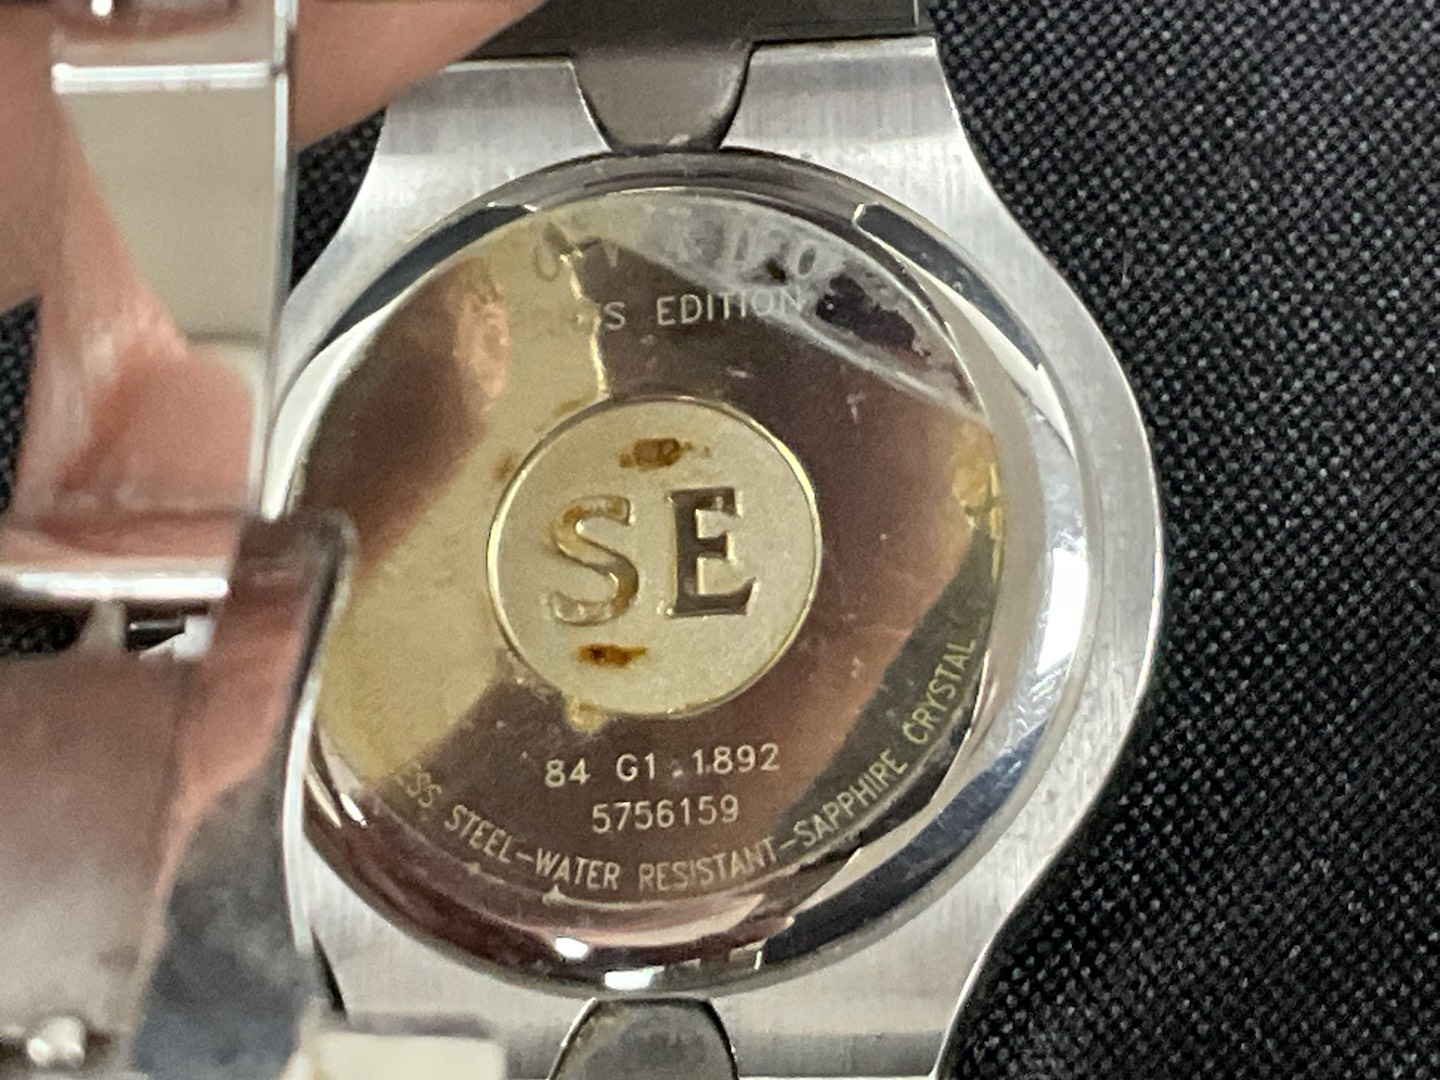 EDITION
SE
84 G1 .1892
5756159
STEEL-WATER RESISTANT-SAPPHIRE CRYSTAL